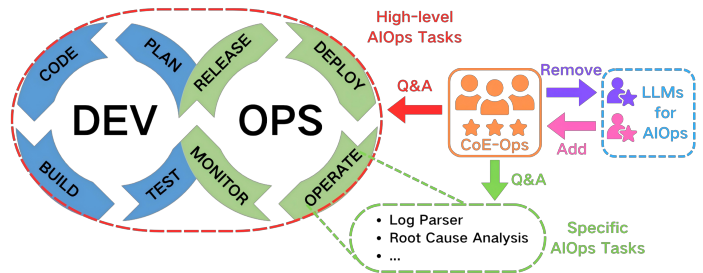 High-level
AIOps Tasks
CODE
PLAN
RELEASE
DEPLOY
DEV
OPS
BUILD
TEST
MONITOR
OPERATE
Q&A
CoE-Ops
Remove
Add
LLMs
for
AIOps
Q&A
• Log Parser
• Root Cause Analysis
• ...
Specific
AIOps Tasks